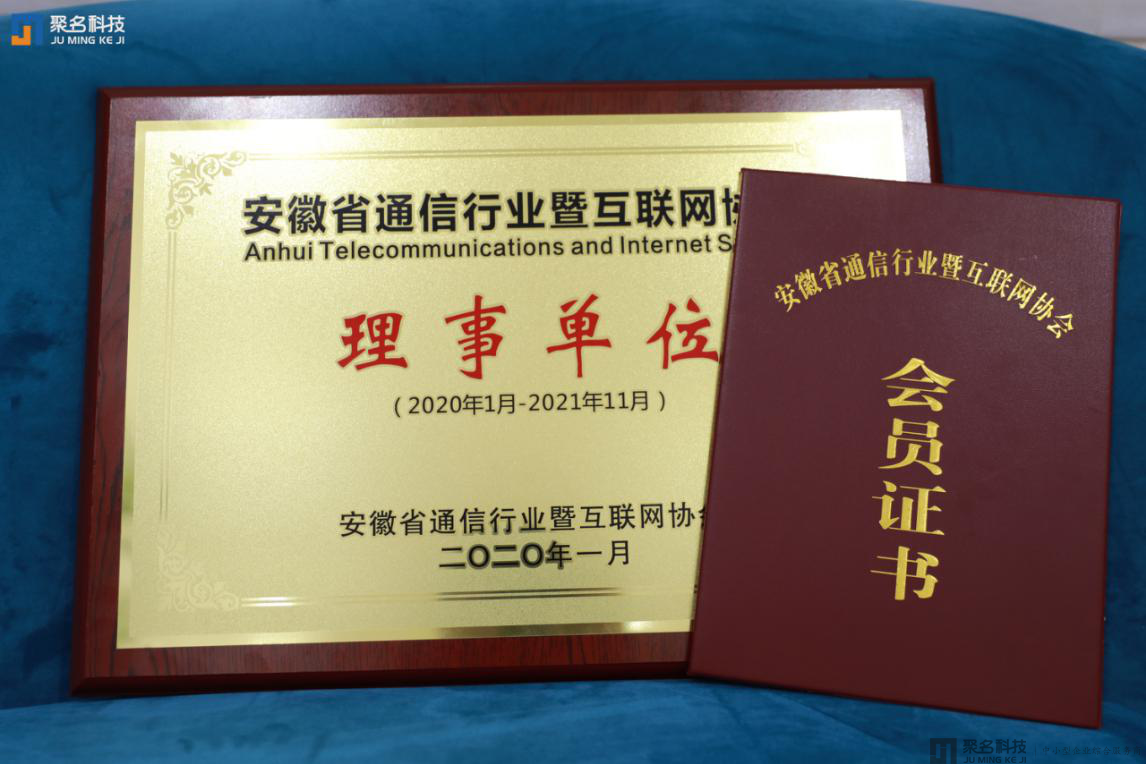 聚名科技
JU MING KE JI
安徽省通信行业暨互联网协
Anhui Telecommunications and Internet S
理事单位
(2020年1月-2021年11月)
安徽省通信行业暨互联网协会
二〇二〇年一月
安徽省通信行业暨互联网协会
会员证书
聚名科技
JU MING KE JI